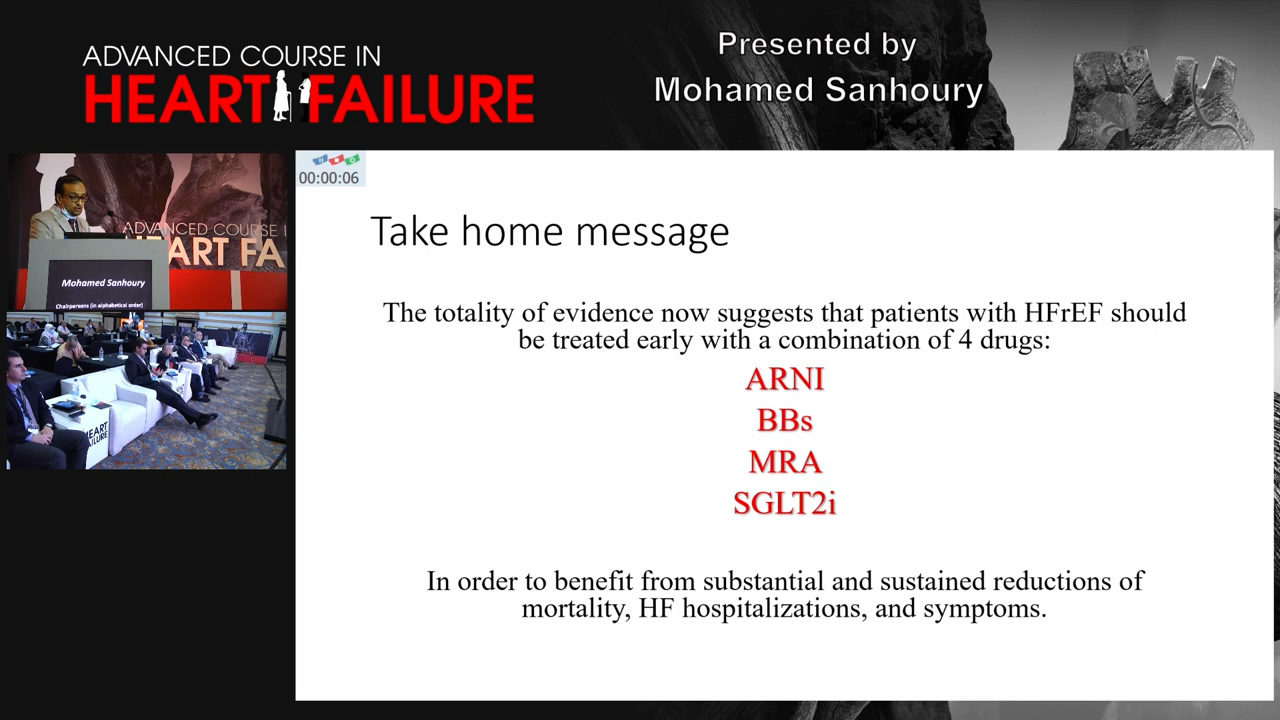 ADVANCED COURSE IN
HEART FAILURE
Presented by
Mohamed Sanhoury
00:00:06
ADVANCED COURSE I
EART FA
Mohamed Sanhoury
Chairpersons (in alphabetical order)
HEART
FAILURE
Take home message
The totality of evidence now suggests that patients with HFrEF should
be treated early with a combination of 4 drugs:
ARNI
BBs
MRA
SGLT2i
In order to benefit from substantial and sustained reductions of
mortality, HF hospitalizations, and symptoms.